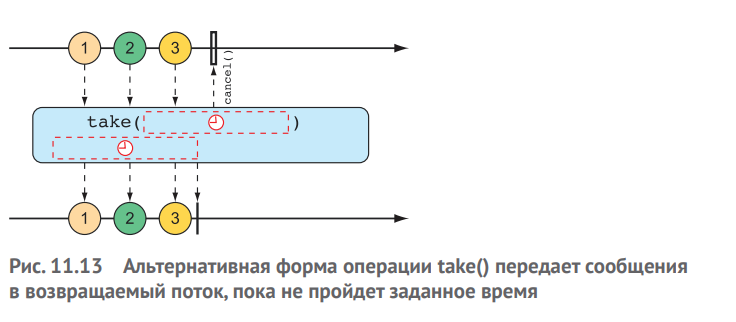 1 2 3
cancel()
take( )
1 2 3
Рис. 11.13 Альтернативная форма операции take() передает сообщения
в возвращаемый поток, пока не пройдет заданное время